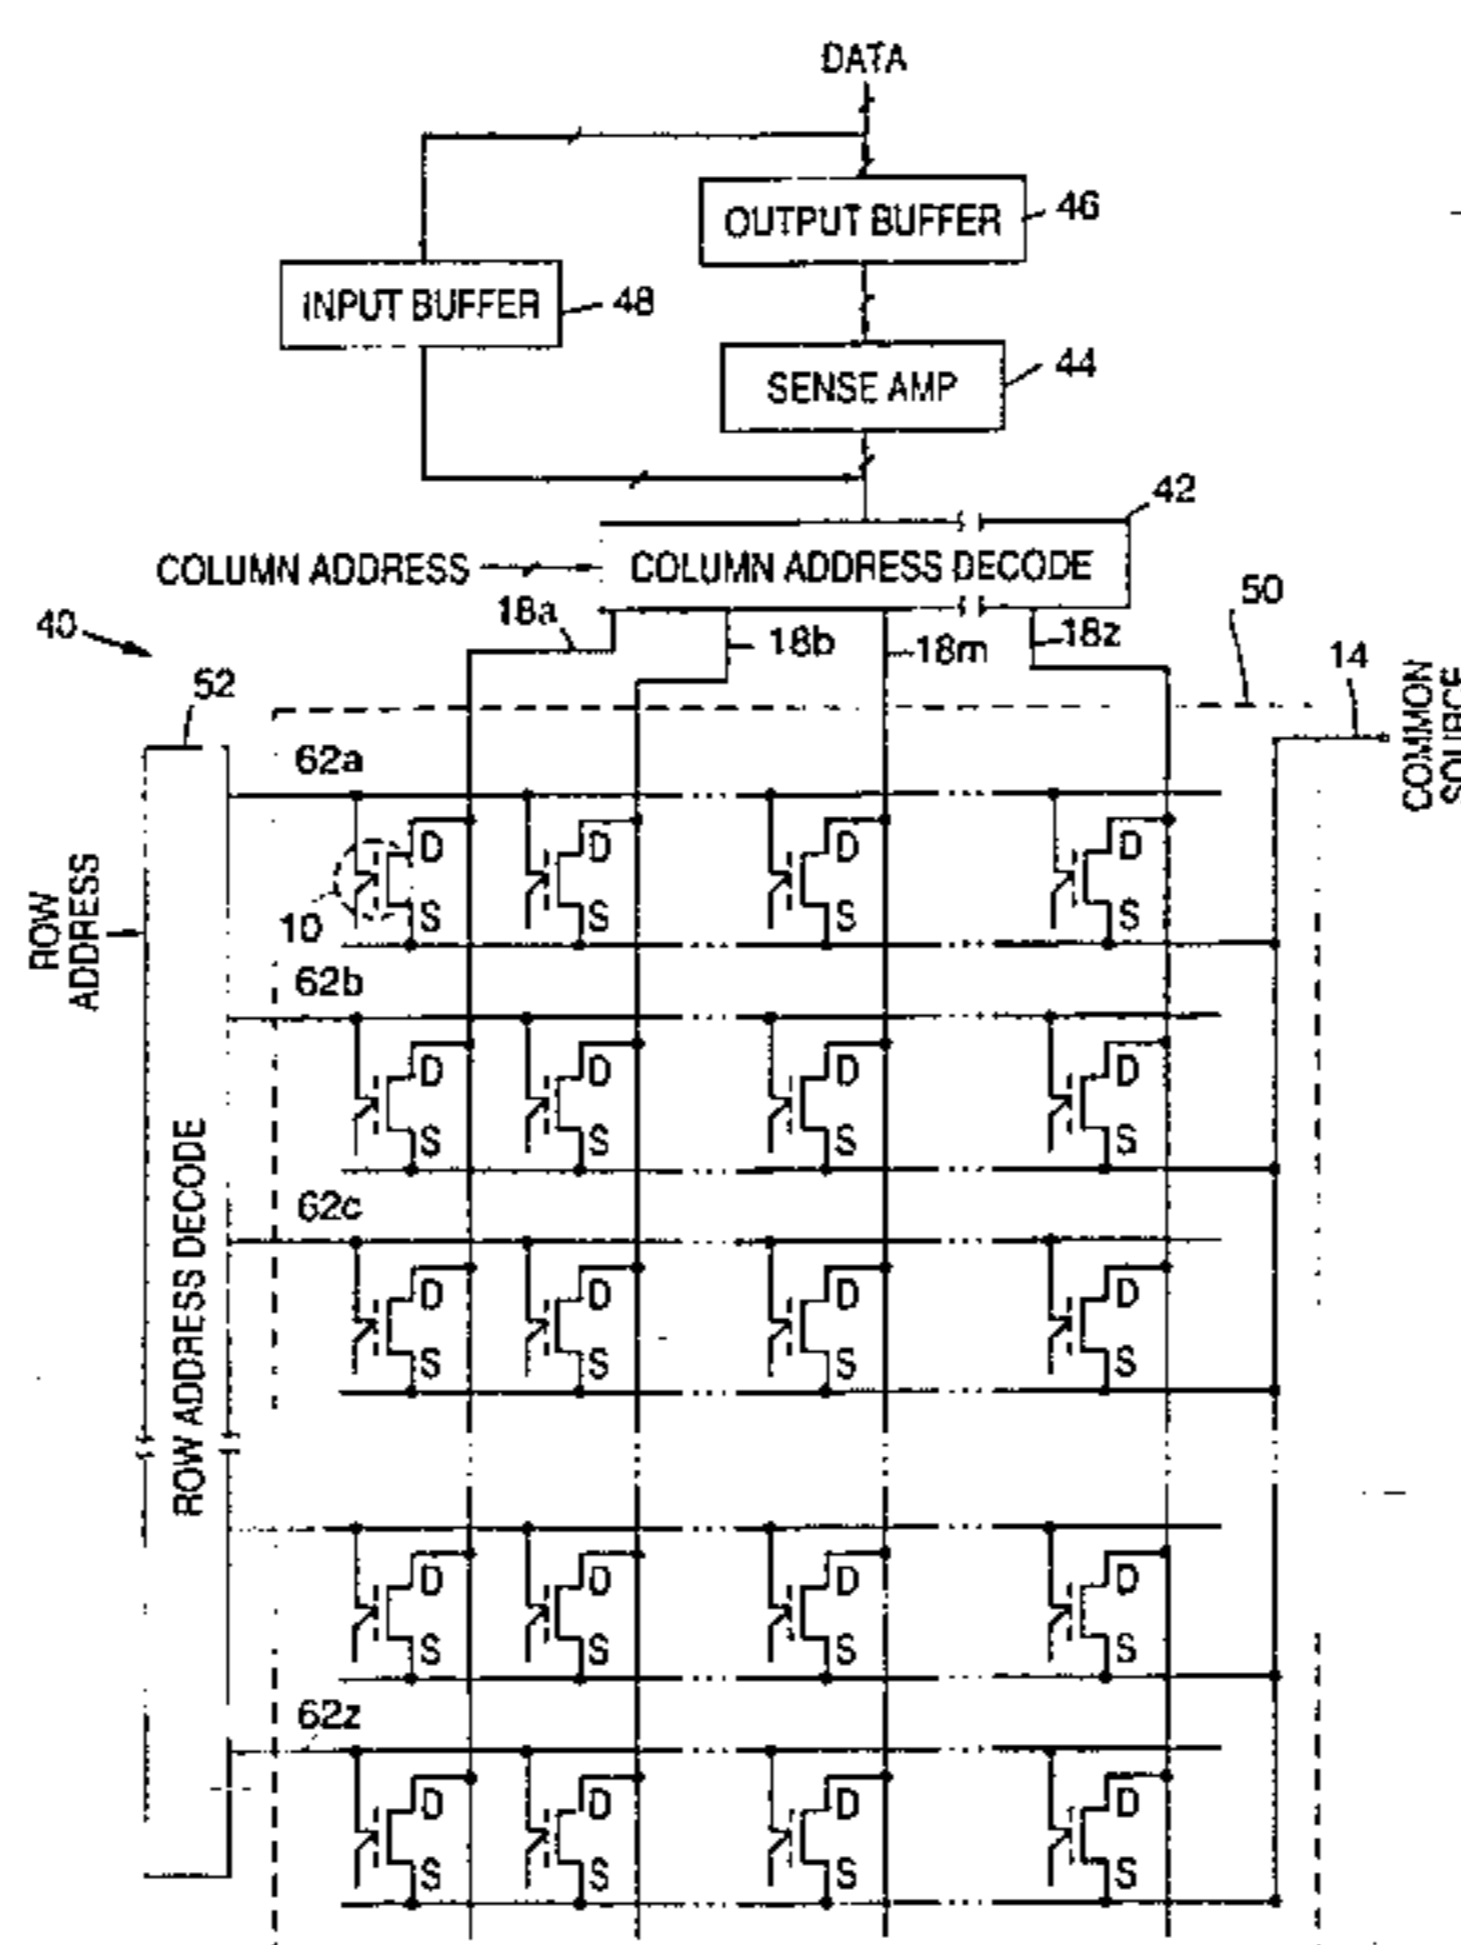 DATA
OUTPUT BUFFER
46
INPUT BUFFER
48
SENSE AMP
44
42
COLUMN ADDRESS
COLUMN ADDRESS DECODE
50
40
18a
18b
18m
18z
14
COMMON
52
62a
D D D D
S S S S
10
ROW
ADDRESS
62b
D D D D
S S S S
ROW ADDRESS DECODE
62c
D D D D
S S S S
D D D D
S S S S
62z
D D D D
S S S S